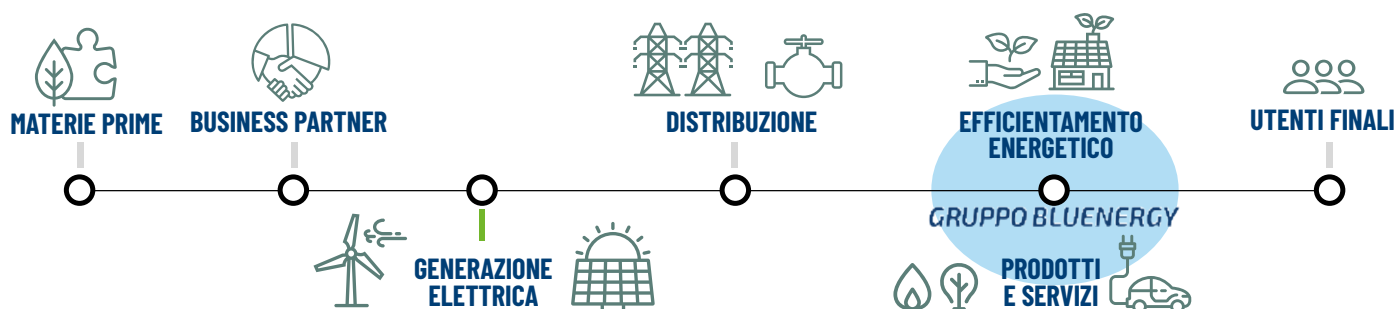 MATERIE PRIME
BUSINESS PARTNER
GENERAZIONE
ELETTRICA
DISTRIBUZIONE
EFFICIENTAMENTO
ENERGETICO
GRUPPO BLUENERGY
PRODOTTI
E SERVIZI
UTENTI FINALI